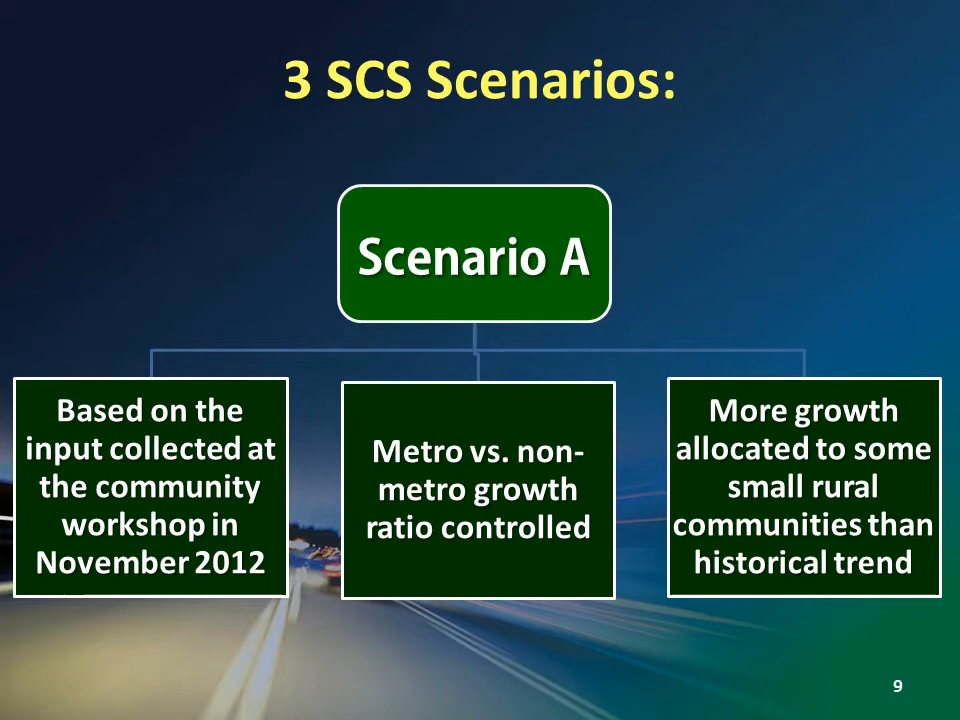 3 SCS Scenarios:
Scenario A
Based on the
input collected at
the community
workshop in
November 2012
Metro vs. non-
metro growth
ratio controlled
More growth
allocated to some
small rural
communities than
historical trend
9